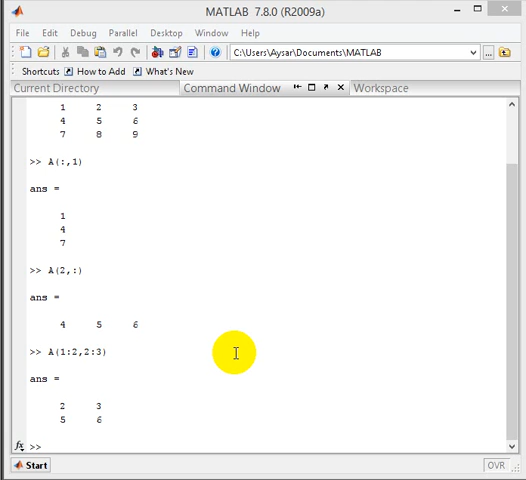 MATLAB 7.8.0 (R2009a)
File Edit Debug Parallel Desktop Window Help
C:\Users\Aysar\Documents\MATLAB
Shortcuts How to Add What's New
Current Directory Command Window Workspace
1 2 3
4 5 6
7 8 9
>> A(:,1)
ans =
1
4
7
>> A(2,:)
ans =
4 5 6
>> A(1:2,2:3)
ans =
2 3
5 6
fx >>
Start OVR